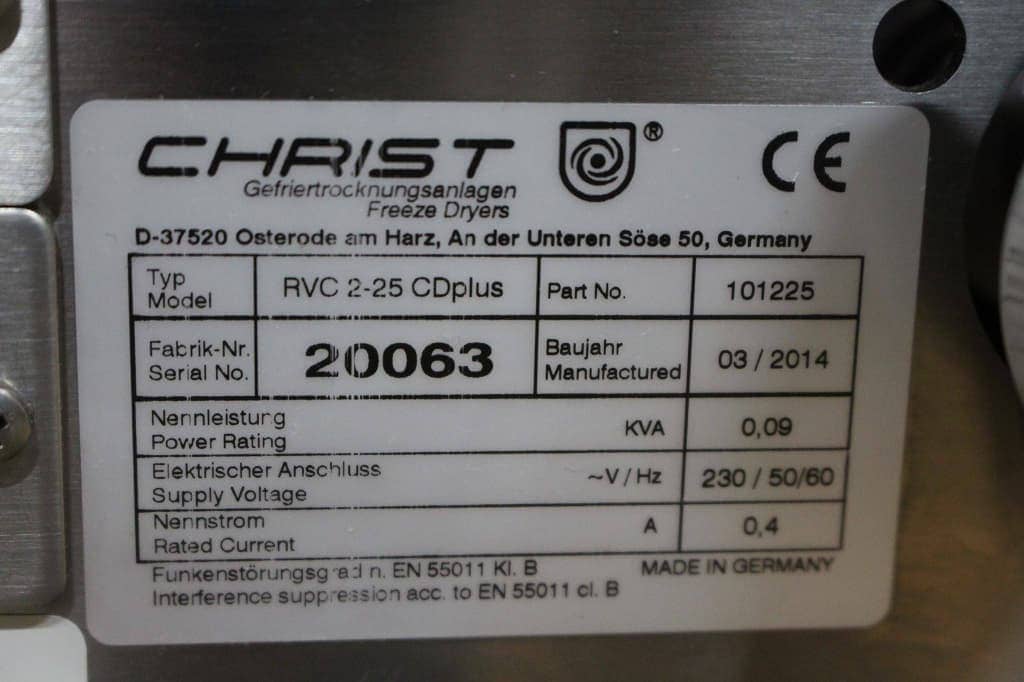 CHRIST ® CE
Gefriertrocknungsanlagen
Freeze Dryers
D-37520 Osterode am Harz, An der Unteren Söse 50, Germany
Typ
Model
RVC 2-25 CDplus
Part No.
101225
Fabrik-Nr.
Serial No.
20063
Baujahr
Manufactured
03 / 2014
Nennleistung
Power Rating
KVA
0,09
Elektrischer Anschluss
Supply Voltage
~V / Hz
230 / 50/60
Nennstrom
Rated Current
A
0,4
Funkenstörungsgrad n. EN 55011 Kl. B
MADE IN GERMANY
Interference suppression acc. to EN 55011 cl. B